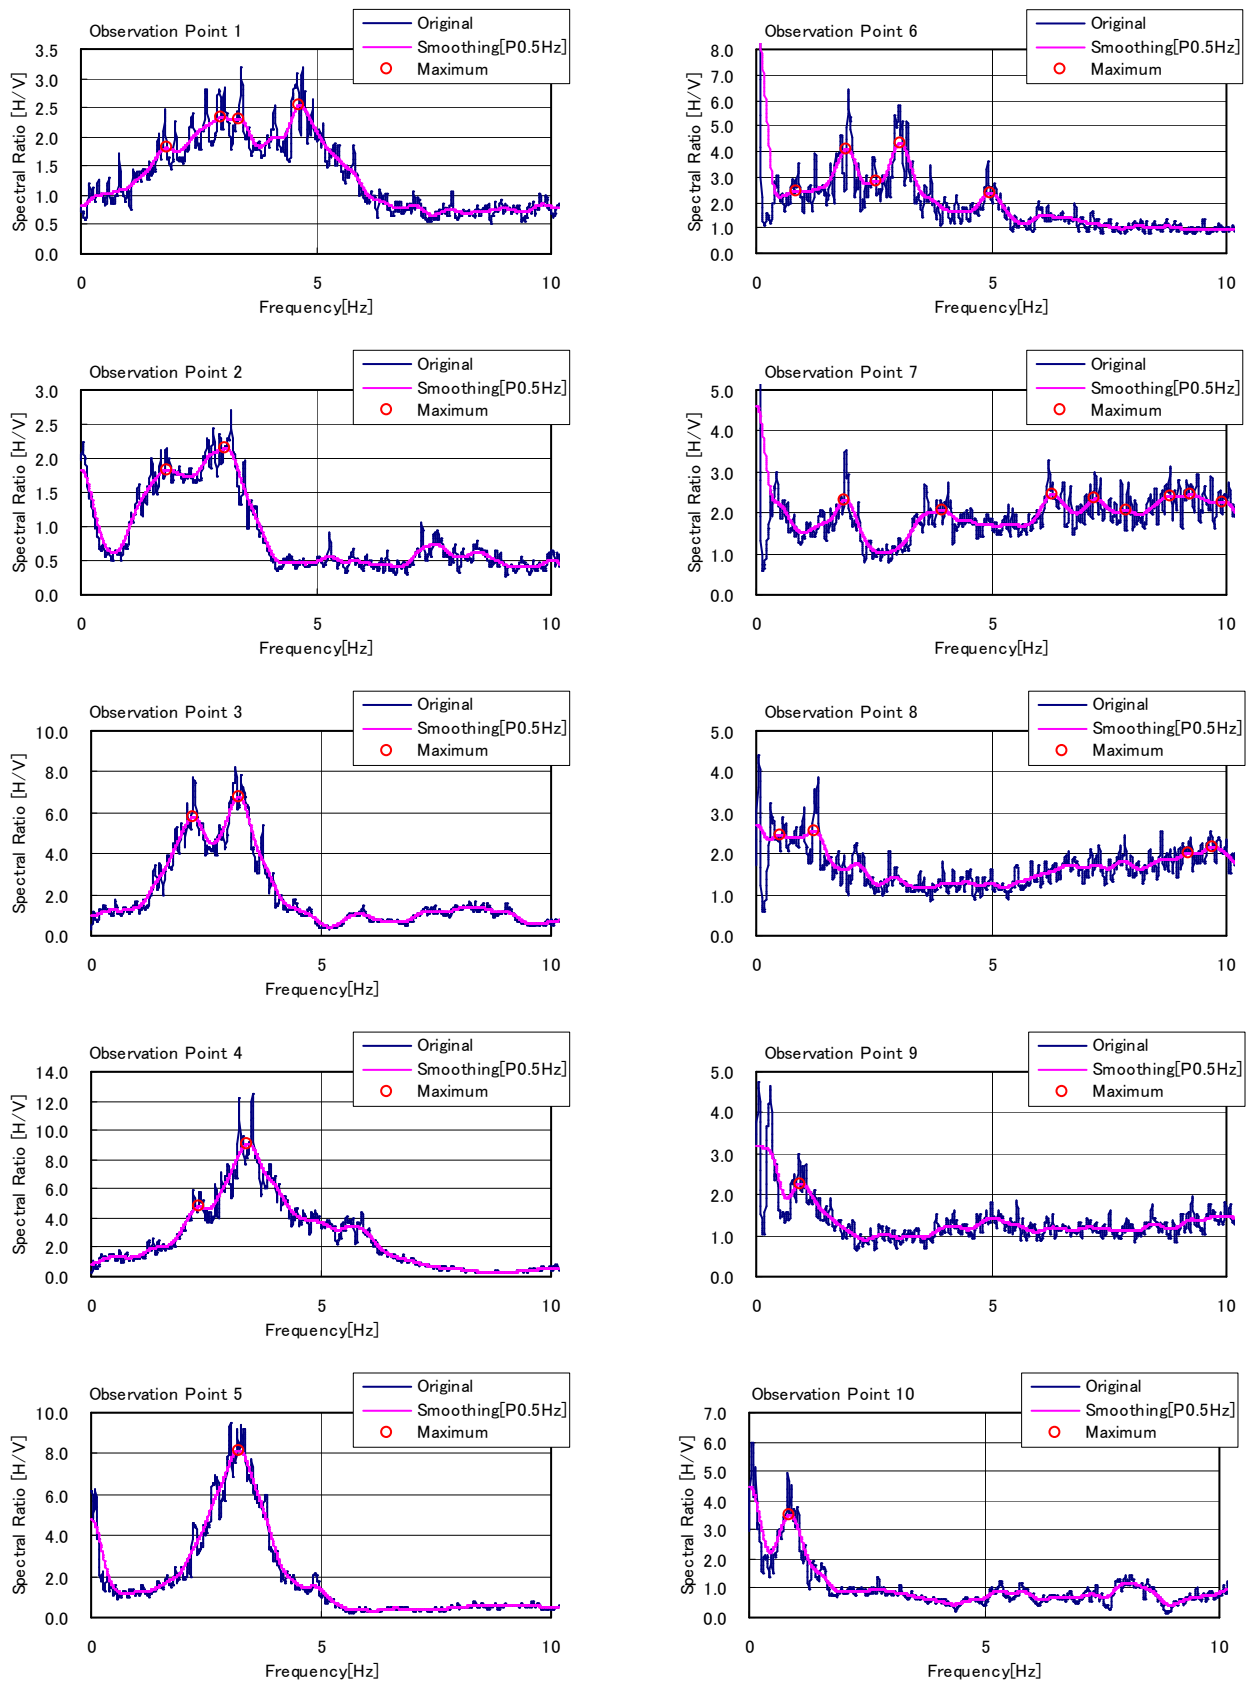 Observation Point 1
Original
Smoothing[P0.5Hz]
Maximum
Spectral Ratio [H/V]
3.5
3.0
2.5
2.0
1.5
1.0
0.5
0.0
0 5 10
Frequency[Hz]
Observation Point 2
Original
Smoothing[P0.5Hz]
Maximum
Spectral Ratio [H/V]
3.0
2.5
2.0
1.5
1.0
0.5
0.0
0 5 10
Frequency[Hz]
Observation Point 3
Original
Smoothing[P0.5Hz]
Maximum
Spectral Ratio [H/V]
10.0
8.0
6.0
4.0
2.0
0.0
0 5 10
Frequency[Hz]
Observation Point 4
Original
Smoothing[P0.5Hz]
Maximum
Spectral Ratio [H/V]
14.0
12.0
10.0
8.0
6.0
4.0
2.0
0.0
0 5 10
Frequency[Hz]
Observation Point 5
Original
Smoothing[P0.5Hz]
Maximum
Spectral Ratio [H/V]
10.0
8.0
6.0
4.0
2.0
0.0
0 5 10
Frequency[Hz]
Observation Point 6
Original
Smoothing[P0.5Hz]
Maximum
Spectral Ratio [H/V]
8.0
7.0
6.0
5.0
4.0
3.0
2.0
1.0
0.0
0 5 10
Frequency[Hz]
Observation Point 7
Original
Smoothing[P0.5Hz]
Maximum
Spectral Ratio [H/V]
5.0
4.0
3.0
2.0
1.0
0.0
0 5 10
Frequency[Hz]
Observation Point 8
Original
Smoothing[P0.5Hz]
Maximum
Spectral Ratio [H/V]
5.0
4.0
3.0
2.0
1.0
0.0
0 5 10
Frequency[Hz]
Observation Point 9
Original
Smoothing[P0.5Hz]
Maximum
Spectral Ratio [H/V]
5.0
4.0
3.0
2.0
1.0
0.0
0 5 10
Frequency[Hz]
Observation Point 10
Original
Smoothing[P0.5Hz]
Maximum
Spectral Ratio [H/V]
7.0
6.0
5.0
4.0
3.0
2.0
1.0
0.0
0 5 10
Frequency[Hz]